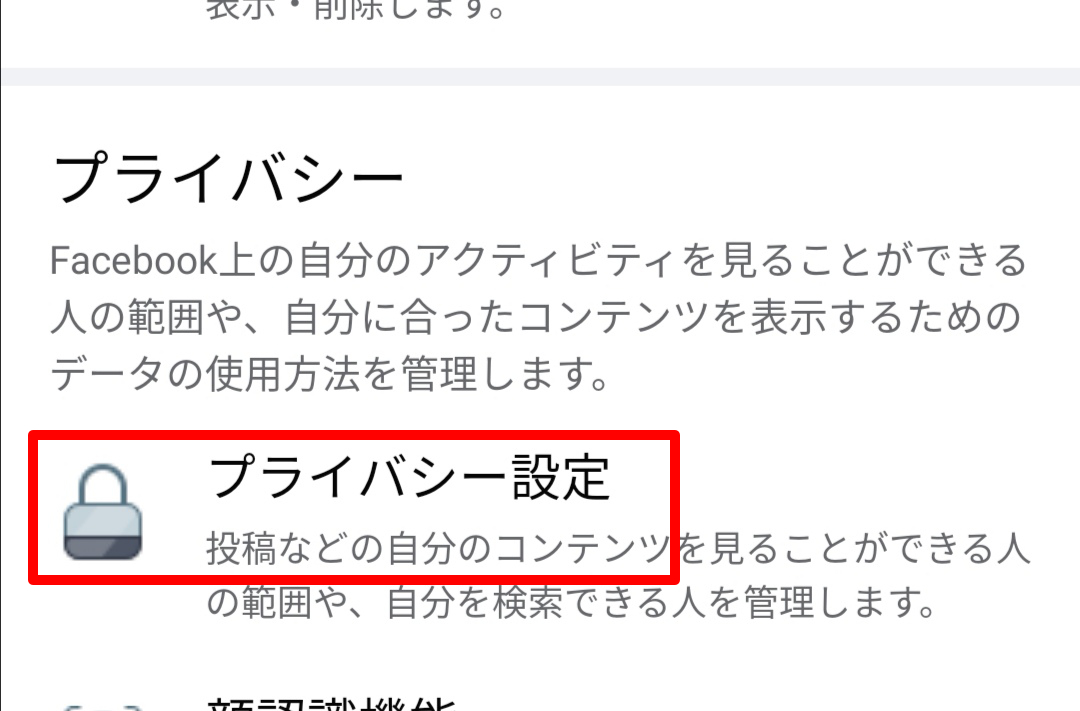 表示・削除します。
プライバシー
Facebook上の自分のアクティビティを見ることができる
人の範囲や、自分に合ったコンテンツを表示するための
データの使用方法を管理します。
プライバシー設定
投稿などの自分のコンテンツを見ることができる人
の範囲や、自分を検索できる人を管理します。
顔認識機能